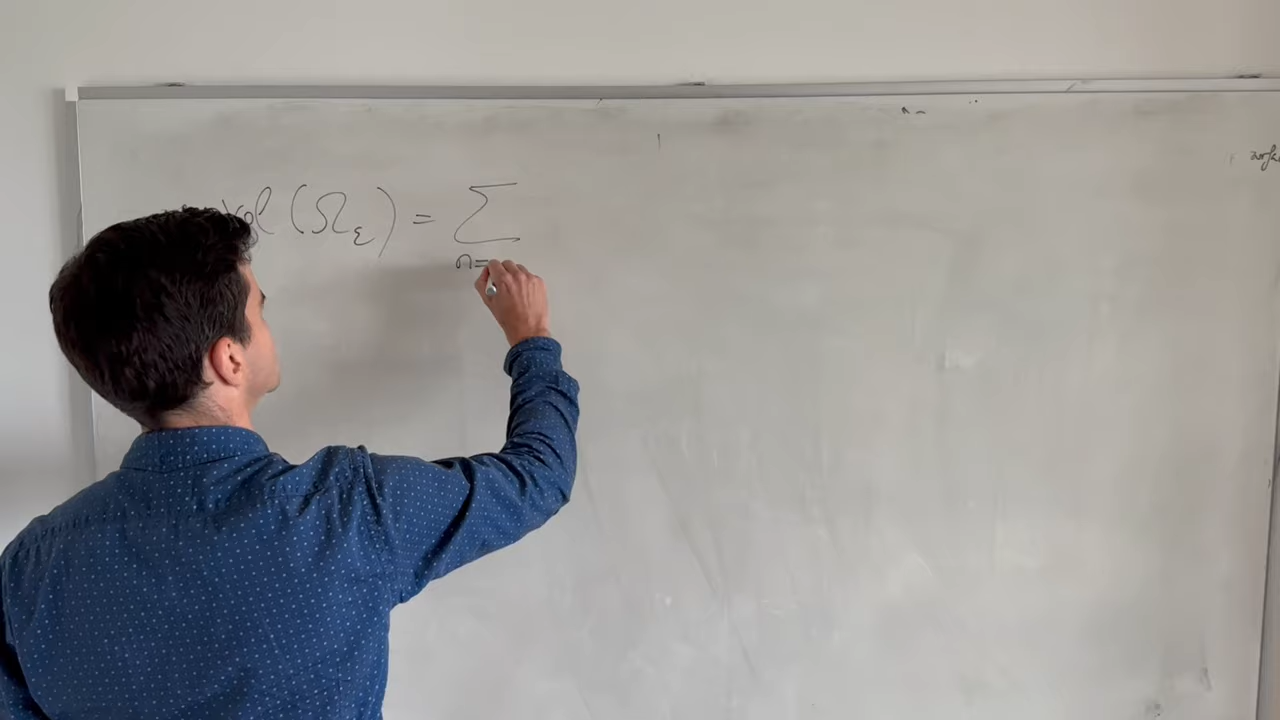 vol (Ω_ε) = Σ
n=